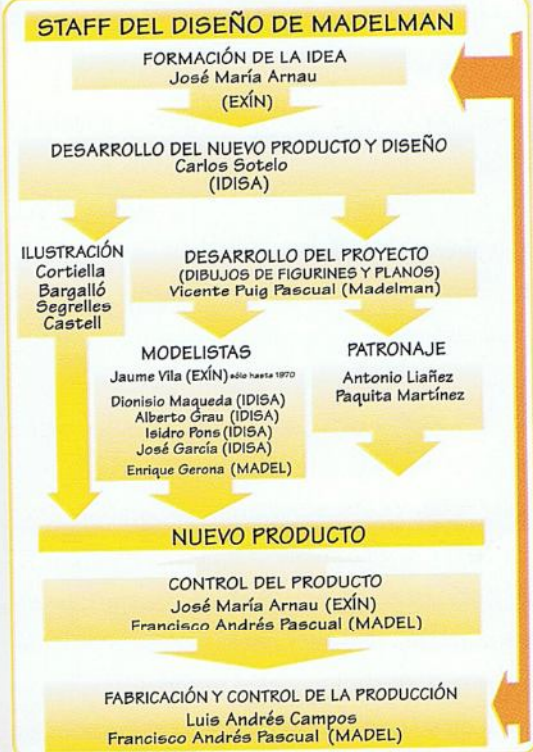 STAFF DEL DISEÑO DE MADELMAN
FORMACIÓN DE LA IDEA
José María Arnau
(EXÍN)
DESARROLLO DEL NUEVO PRODUCTO Y DISEÑO
Carlos Sotelo
(IDISA)
ILUSTRACIÓN
Cortiella
Bargalló
Segrelles
Castell
DESARROLLO DEL PROYECTO
(DIBUJOS DE FIGURINES Y PLANOS)
Vicente Puig Pascual (Madelman)
MODELISTAS
Jaume Vila (EXÍN) sólo hasta 1970
Dionisio Maqueda (IDISA)
Alberto Grau (IDISA)
Isidro Pons (IDISA)
José García (IDISA)
Enrique Gerona (MADEL)
PATRONAJE
Antonio Liañez
Paquita Martínez
NUEVO PRODUCTO
CONTROL DEL PRODUCTO
José María Arnau (EXÍN)
Francisco Andrés Pascual (MADEL)
FABRICACIÓN Y CONTROL DE LA PRODUCCIÓN
Luis Andrés Campos
Francisco Andrés Pascual (MADEL)